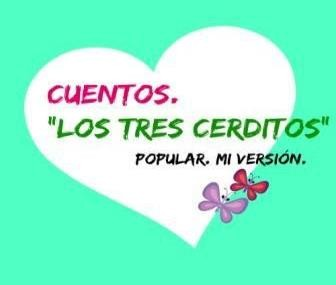 CUENTOS.
"LOS TRES CERDITOS"
POPULAR. MI VERSIÓN.